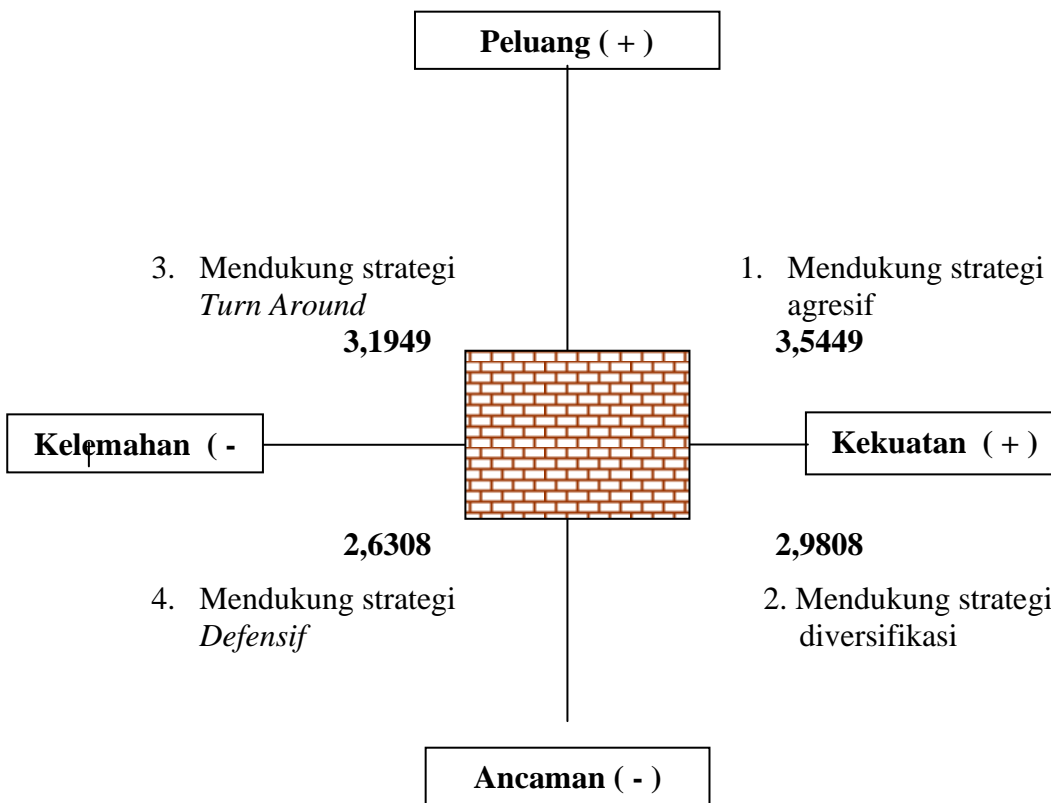 Peluang ( + )
3. Mendukung strategi
Turn Around
3,1949
1. Mendukung strategi
agresif
3,5449
Kelemahan ( -
Kekuatan ( + )
2,6308
4. Mendukung strategi
Defensif
2,9808
2. Mendukung strategi
diversifikasi
Ancaman ( - )